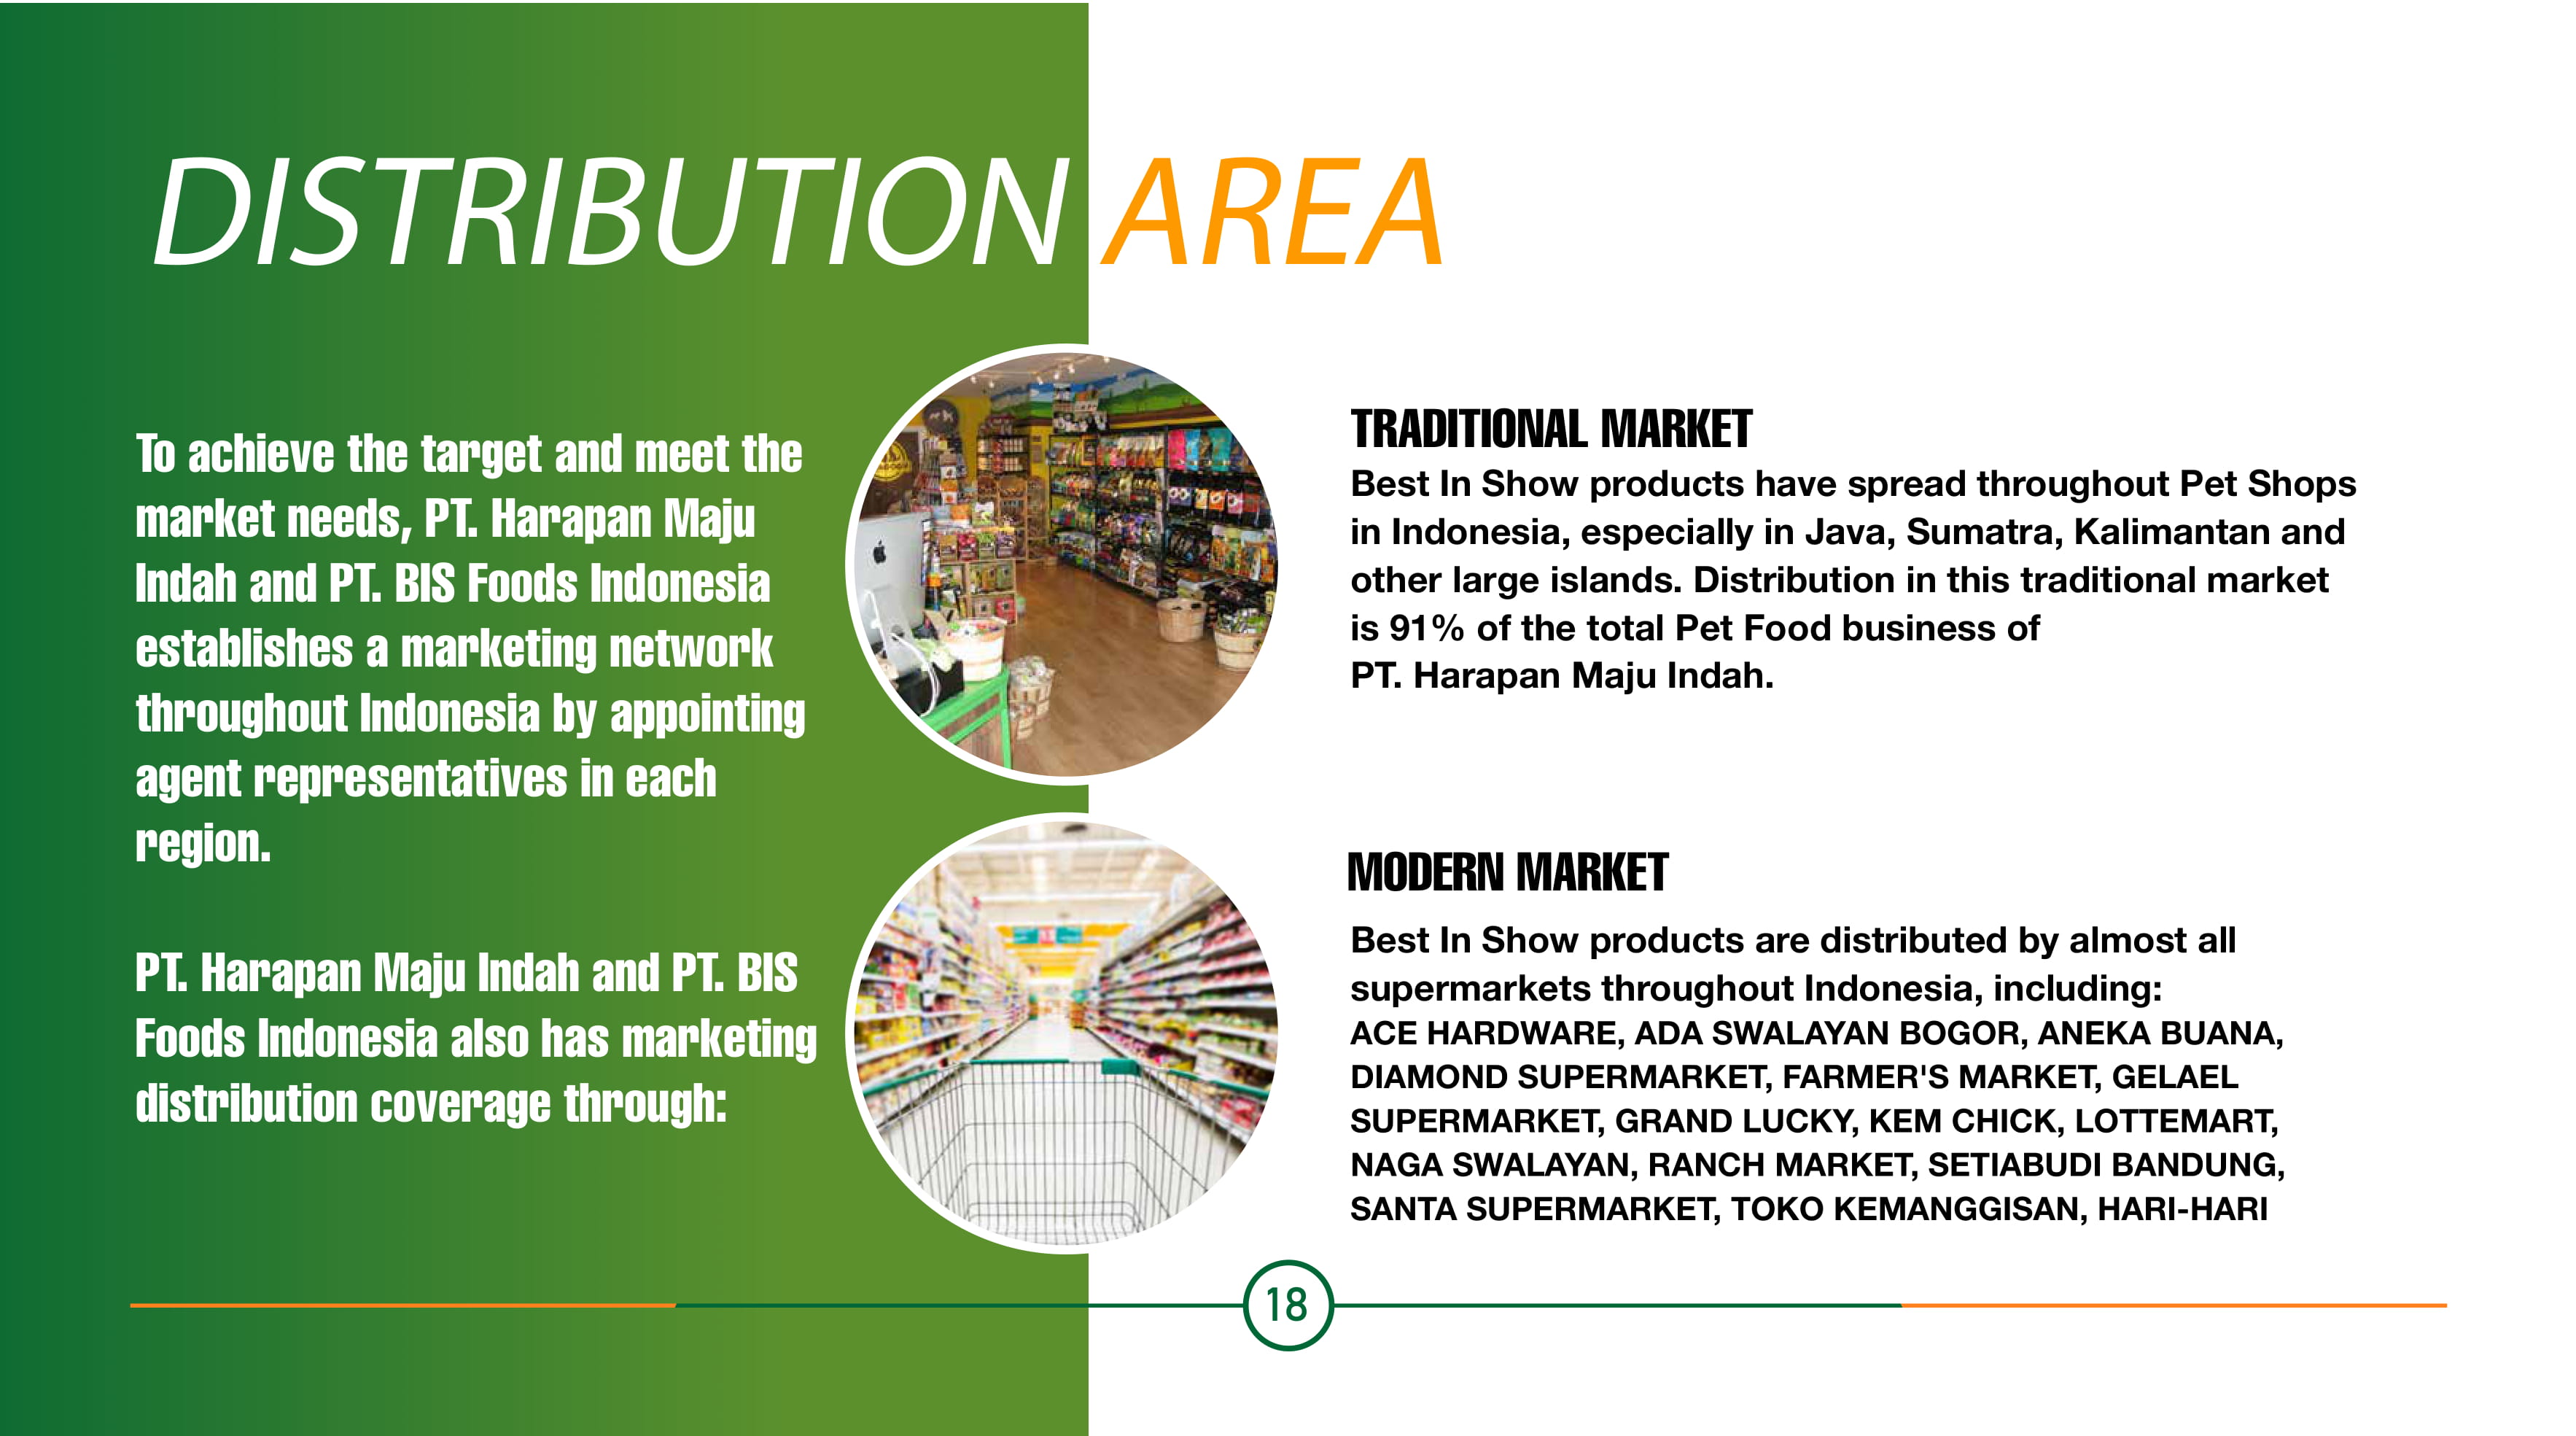 DISTRIBUTION AREA
To achieve the target and meet the
market needs, PT. Harapan Maju
Indah and PT. BIS Foods Indonesia
establishes a marketing network
throughout Indonesia by appointing
agent representatives in each
region.
PT. Harapan Maju Indah and PT. BIS
Foods Indonesia also has marketing
distribution coverage through:
TRADITIONAL MARKET
Best In Show products have spread throughout Pet Shops
in Indonesia, especially in Java, Sumatra, Kalimantan and
other large islands. Distribution in this traditional market
is 91% of the total Pet Food business of
PT. Harapan Maju Indah.
MODERN MARKET
Best In Show products are distributed by almost all
supermarkets throughout Indonesia, including:
ACE HARDWARE, ADA SWALAYAN BOGOR, ANEKA BUANA,
DIAMOND SUPERMARKET, FARMER'S MARKET, GELAEL
SUPERMARKET, GRAND LUCKY, KEM CHICK, LOTTEMART,
NAGA SWALAYAN, RANCH MARKET, SETIABUDI BANDUNG,
SANTA SUPERMARKET, TOKO KEMANGGISAN, HARI-HARI
18